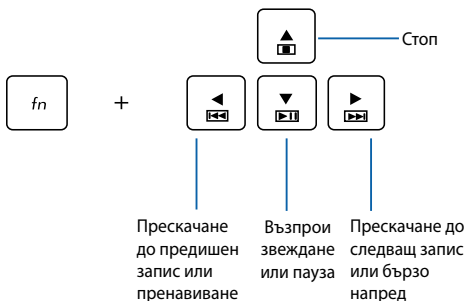 Стоп
fn
+
Прескачане
до предишен
запис или
пренавиване
Възпрои
звеждане
или пауза
Прескачане до
следващ запис
или бързо
напред